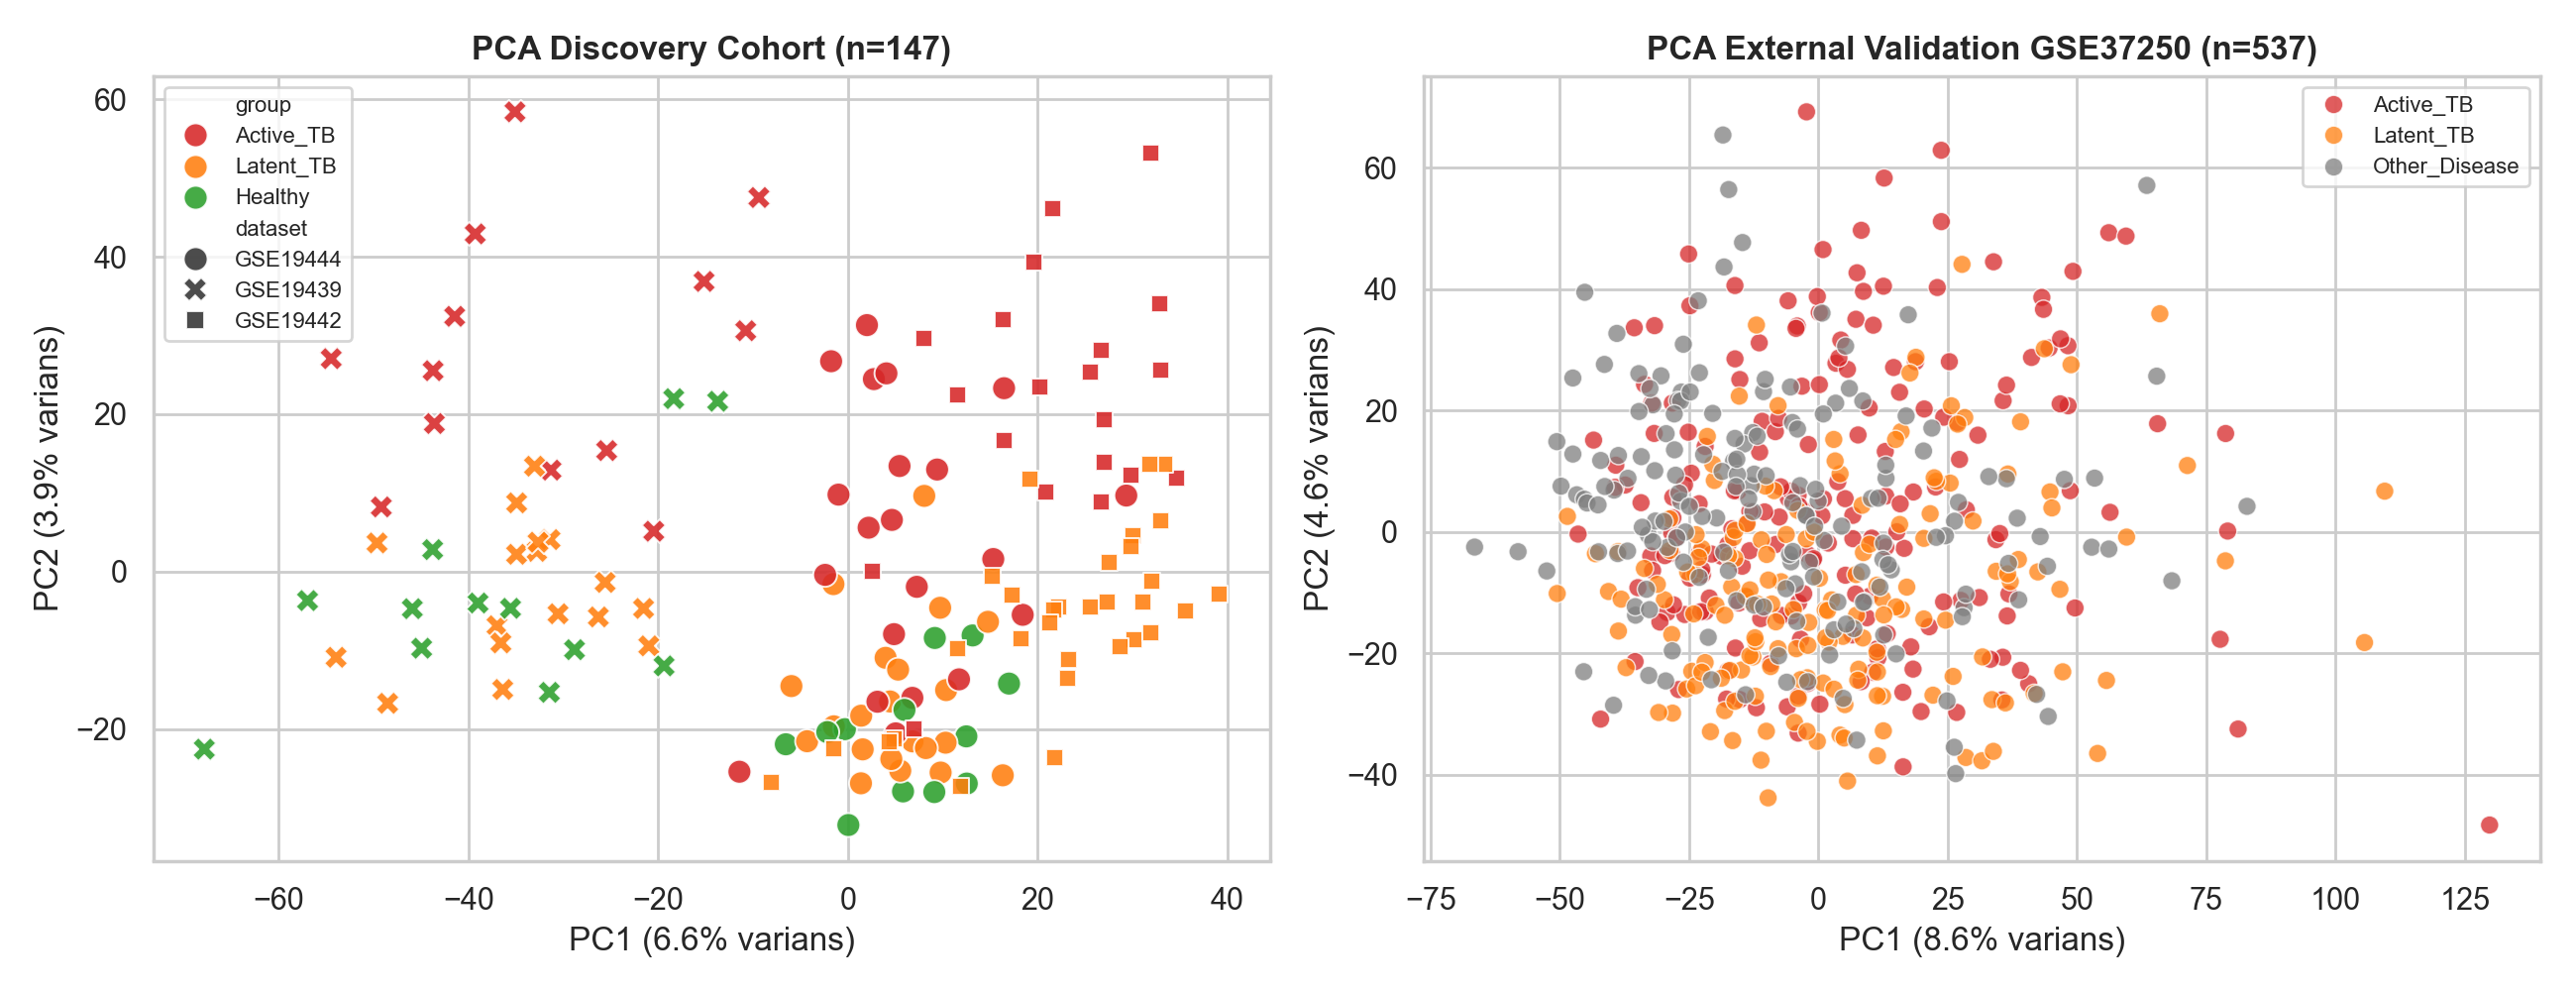 PCA Discovery Cohort (n=147)
group
Active_TB
Latent_TB
Healthy
dataset
GSE19444
GSE19439
GSE19442
60
40
20
0
−20
−60
−40
−20
0
20
40
PC2 (3.9% varians)
PC1 (6.6% varians)
PCA External Validation GSE37250 (n=537)
Active_TB
Latent_TB
Other_Disease
60
40
20
0
−20
−40
−75
−50
−25
0
25
50
75
100
125
PC2 (4.6% varians)
PC1 (8.6% varians)